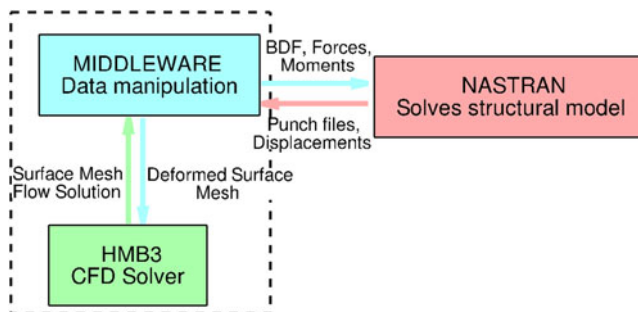 MIDDLEWARE
Data manipulation
BDF, Forces,
Moments
NASTRAN
Solves structural model
Punch files,
Displacements
Surface Mesh
Flow Solution
Deformed Surface
Mesh
HMB3
CFD Solver